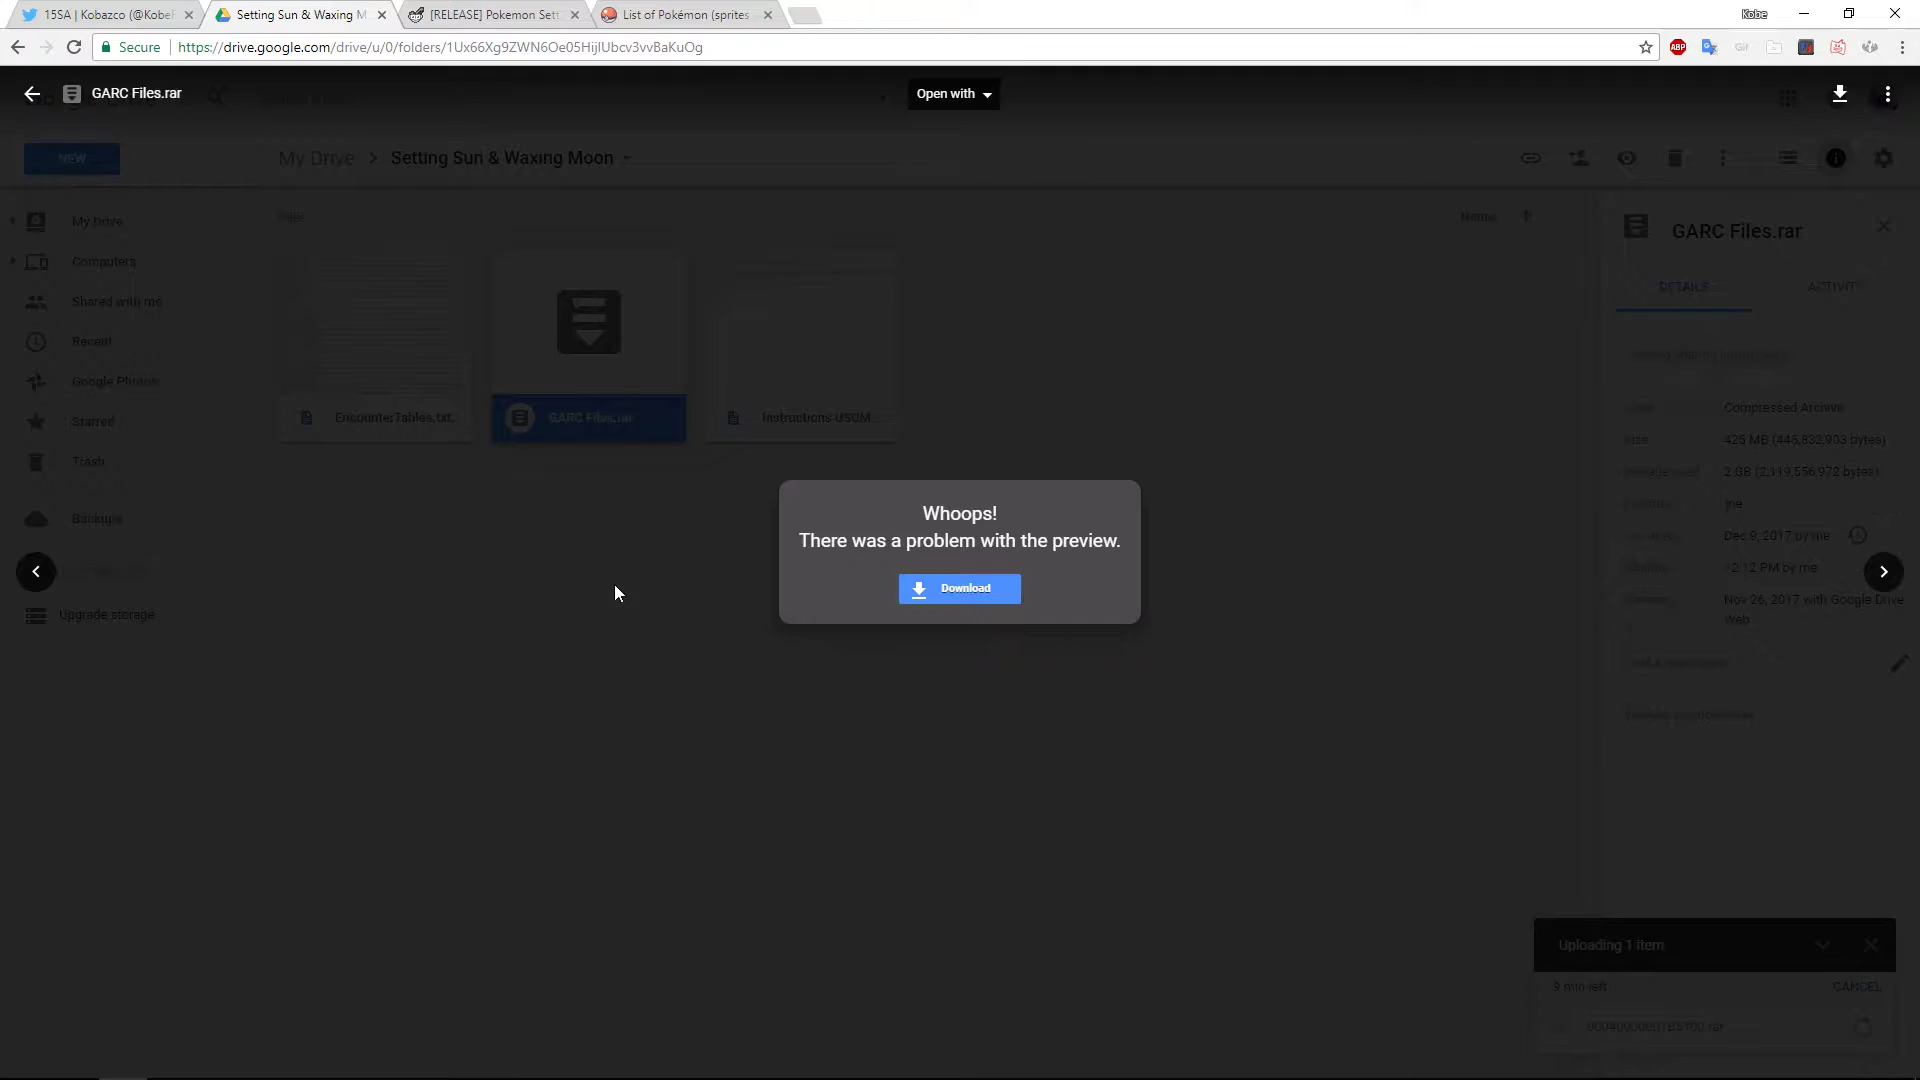 15SA | Kobazco (@KobeF
Setting Sun & Waxing M
[RELEASE] Pokemon Sett
List of Pokémon (sprites
Kobe
Secure
https://drive.google.com/drive/u/0/folders/1Ux66Xg9ZWN6Oe05HijlUbcv3vvBaKuOg
ABP
Gif
GARC Files.rar
Open with
NEW
My Drive
Setting Sun & Waxing Moon
My Drive
Name
GARC Files.rar
Computers
DETAILS
ACTIVITY
Shared with me
Recent
Google Photos
Compressed Archive
EncounterTables.txt
GARC Files.rar
Instructions USUM
Starred
425 MB (445,832,903 bytes)
Trash
2 GB (2,119,556,972 bytes)
me
Backups
Whoops!
There was a problem with the preview.
Dec 9, 2017 by me
12:12 PM by me
Download
Nov 26, 2017 with Google Drive
Web
Upgrade storage
Uploading 1 item
9 min left
CANCEL